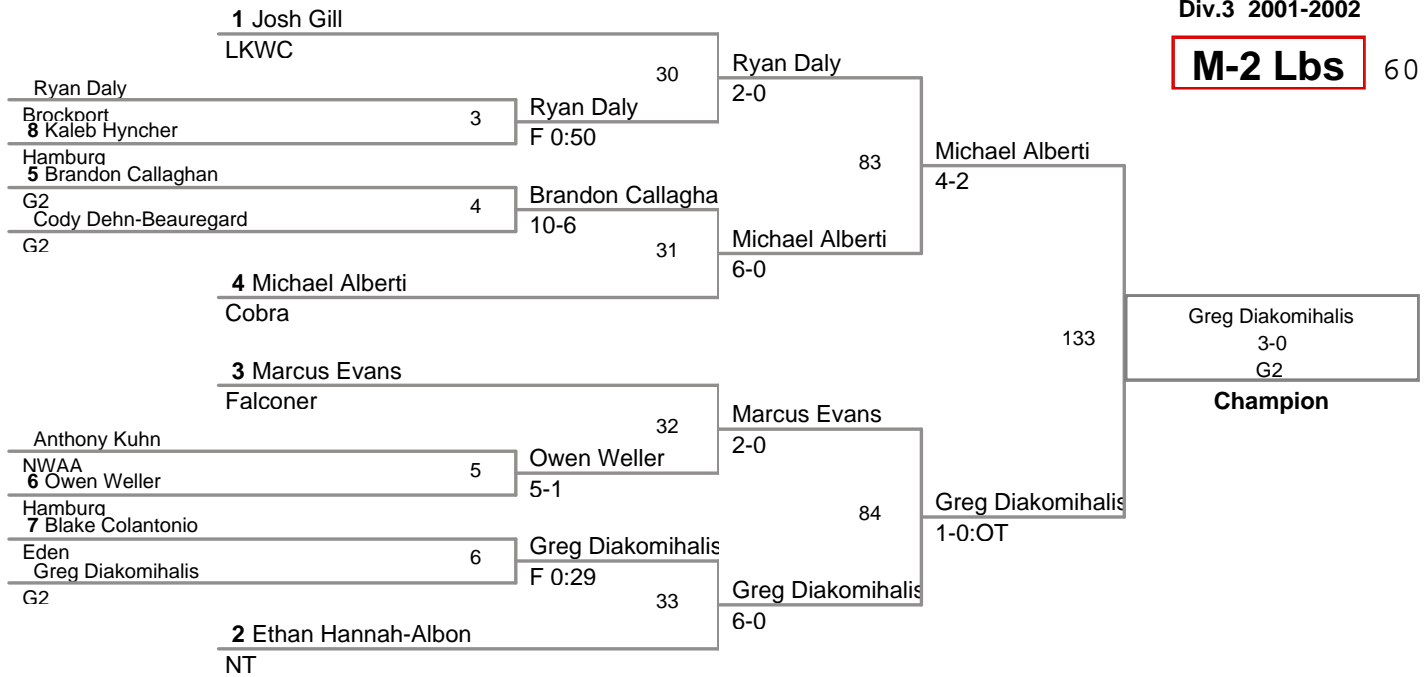 Div.3 2001-2002
M-2 Lbs 60
1 Josh Gill
LKWC
30
Ryan Daly
2-0
Ryan Daly
Brockport
3
Ryan Daly
F 0:50
8 Kaleb Hyncher
Hamburg
83
Michael Alberti
4-2
5 Brandon Callaghan
G2
4
Brandon Callagha
10-6
Cody Dehn-Beauregard
G2
31
Michael Alberti
6-0
4 Michael Alberti
Cobra
133
Greg Diakomihalis
3-0
G2
Champion
3 Marcus Evans
Falconer
32
Marcus Evans
2-0
Anthony Kuhn
NWAA
5
Owen Weller
5-1
6 Owen Weller
Hamburg
84
Greg Diakomihalis
1-0:OT
7 Blake Colantonio
Eden
6
Greg Diakomihalis
F 0:29
Greg Diakomihalis
G2
33
Greg Diakomihalis
6-0
2 Ethan Hannah-Albon
NT